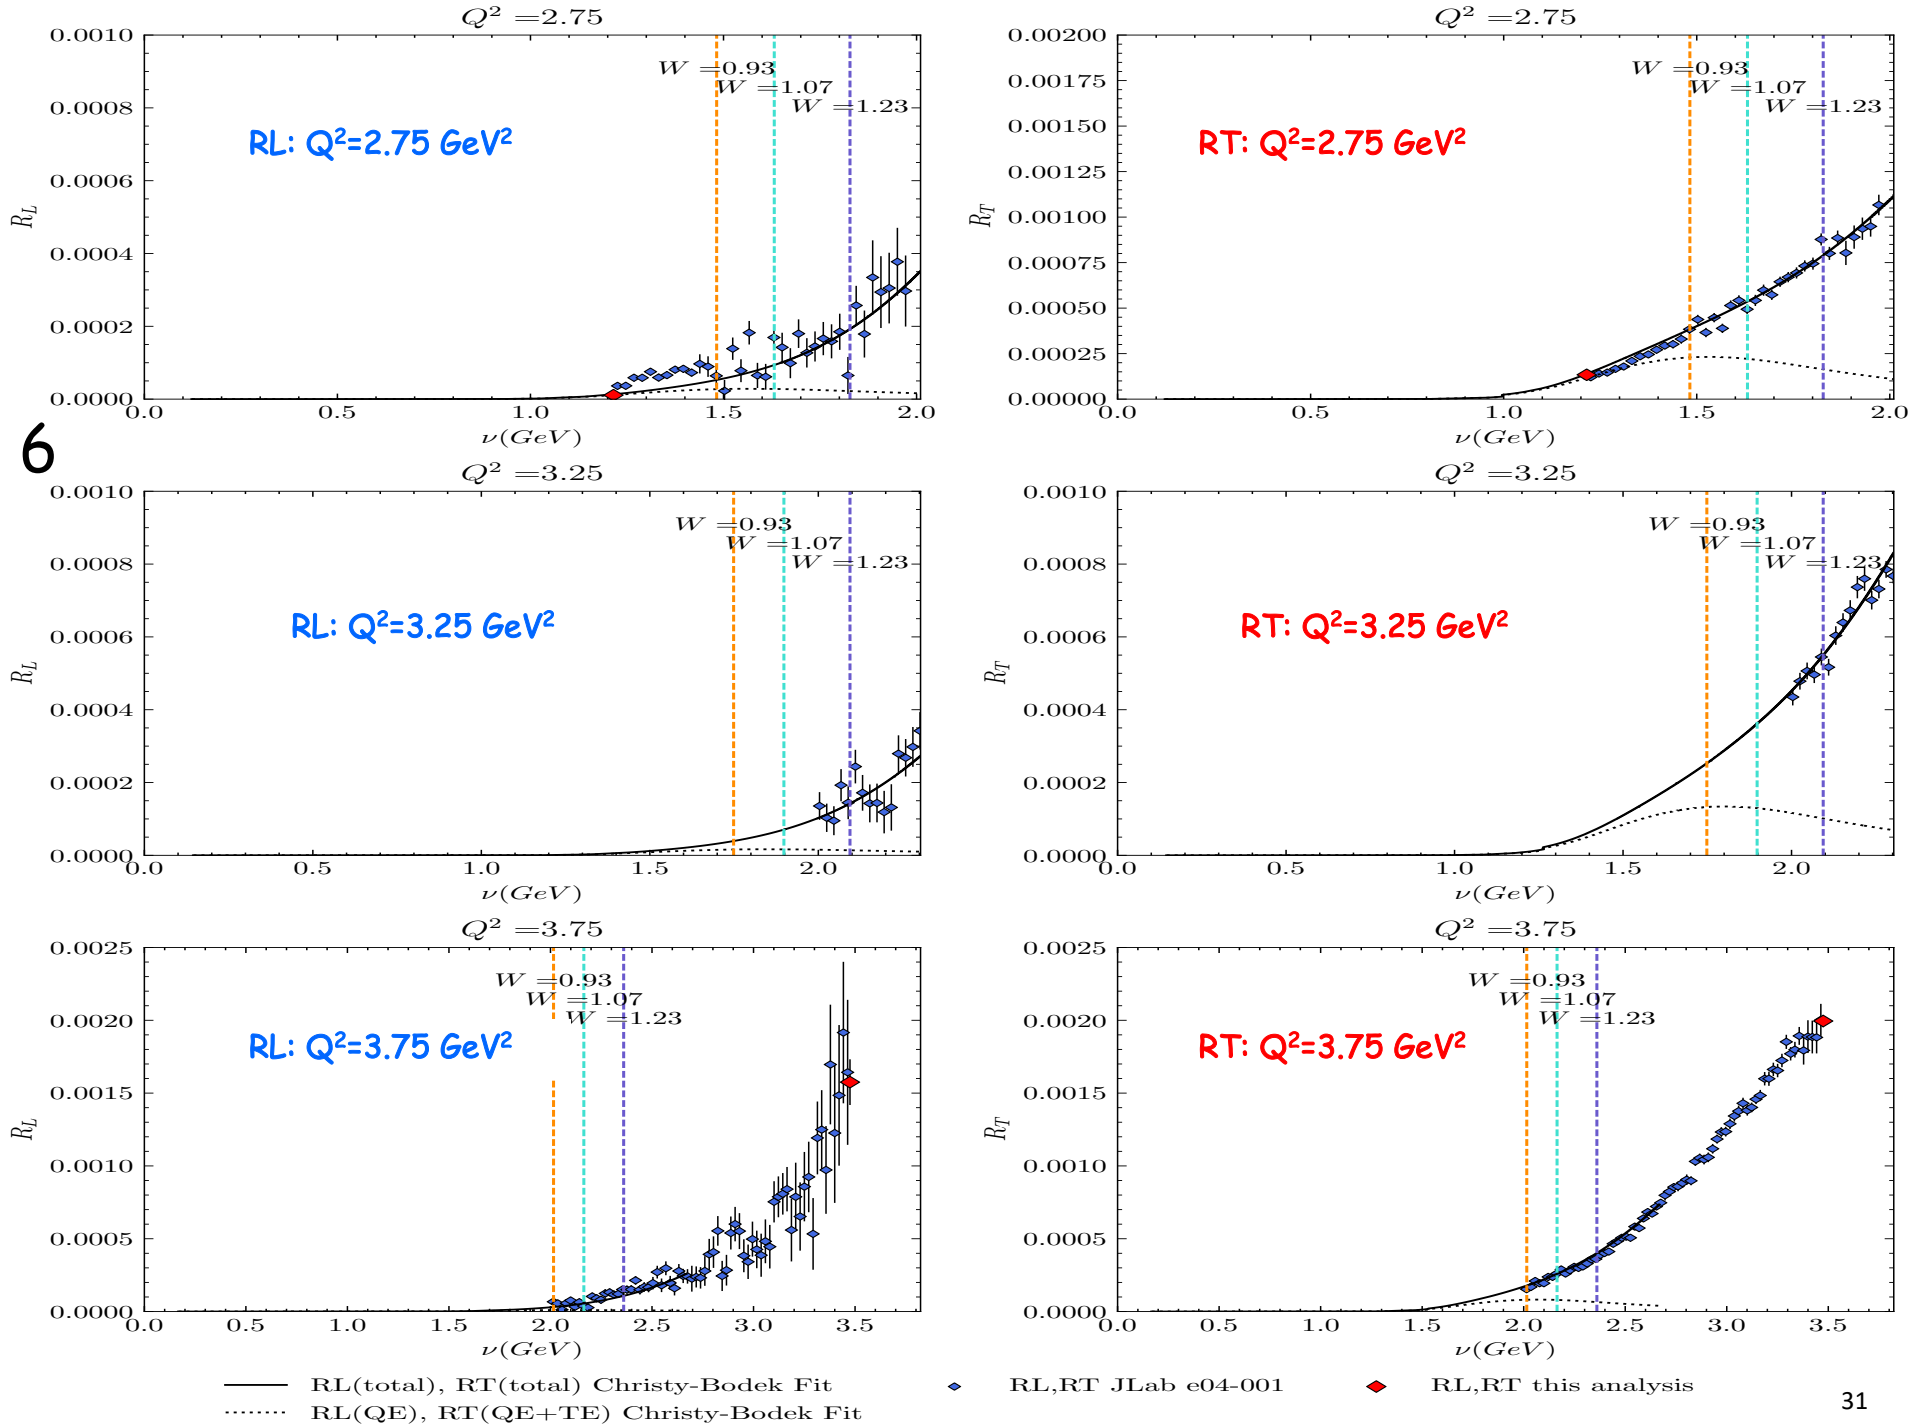 Q² =2.75
0.0010
0.0008
0.0006
0.0004
0.0002
0.0000
R_L
W =0.93
W =1.07
W =1.23
RL: Q²=2.75 GeV²
0.0 0.5 1.0 1.5 2.0
ν(GeV)
Q² =2.75
0.00200
0.00175
0.00150
0.00125
0.00100
0.00075
0.00050
0.00025
0.00000
R_T
W =0.93
W =1.07
W =1.23
RT: Q²=2.75 GeV²
0.0 0.5 1.0 1.5 2.0
ν(GeV)
6
Q² =3.25
0.0010
0.0008
0.0006
0.0004
0.0002
0.0000
R_L
W =0.93
W =1.07
W =1.23
RL: Q²=3.25 GeV²
0.0 0.5 1.0 1.5 2.0
ν(GeV)
Q² =3.25
0.0010
0.0008
0.0006
0.0004
0.0002
0.0000
R_T
W =0.93
W =1.07
W =1.23
RT: Q²=3.25 GeV²
0.0 0.5 1.0 1.5 2.0
ν(GeV)
Q² =3.75
0.0025
0.0020
0.0015
0.0010
0.0005
0.0000
R_L
W =0.93
W =1.07
W =1.23
RL: Q²=3.75 GeV²
0.0 0.5 1.0 1.5 2.0 2.5 3.0 3.5
ν(GeV)
Q² =3.75
0.0025
0.0020
0.0015
0.0010
0.0005
0.0000
R_T
W =0.93
W =1.07
W =1.23
RT: Q²=3.75 GeV²
0.0 0.5 1.0 1.5 2.0 2.5 3.0 3.5
ν(GeV)
RL(total), RT(total) Christy-Bodek Fit
RL(QE), RT(QE+TE) Christy-Bodek Fit
RL,RT JLab e04-001
RL,RT this analysis
31